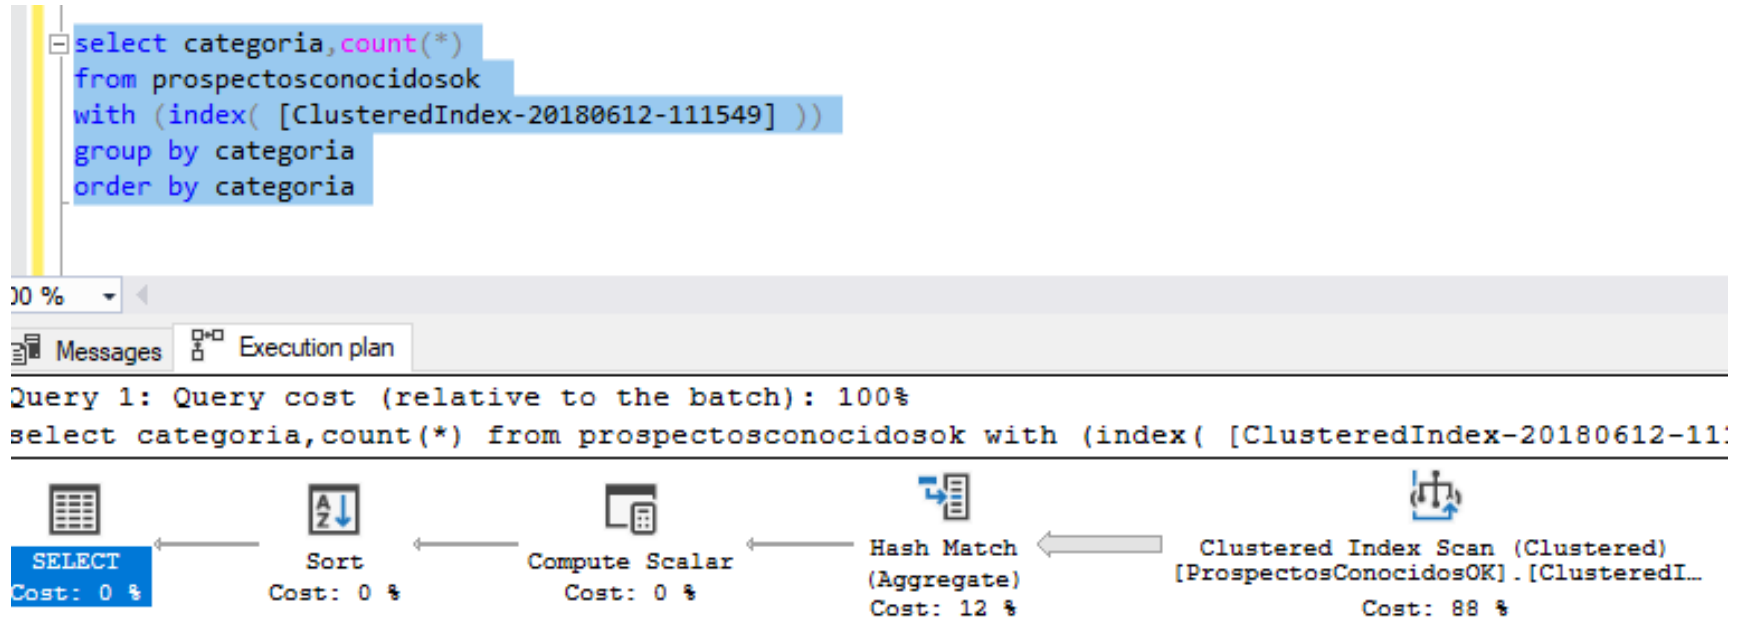 select categoria,count(*)
from prospectosconocidosok
with (index( [ClusteredIndex-20180612-111549] ))
group by categoria
order by categoria
00 %
Messages Execution plan
Query 1: Query cost (relative to the batch): 100%
select categoria,count(*) from prospectosconocidosok with (index( [ClusteredIndex-20180612-111
SELECT
Cost: 0 %
Sort
Cost: 0 %
Compute Scalar
Cost: 0 %
Hash Match
(Aggregate)
Cost: 12 %
Clustered Index Scan (Clustered)
[ProspectosConocidosOK].[ClusteredI…
Cost: 88 %